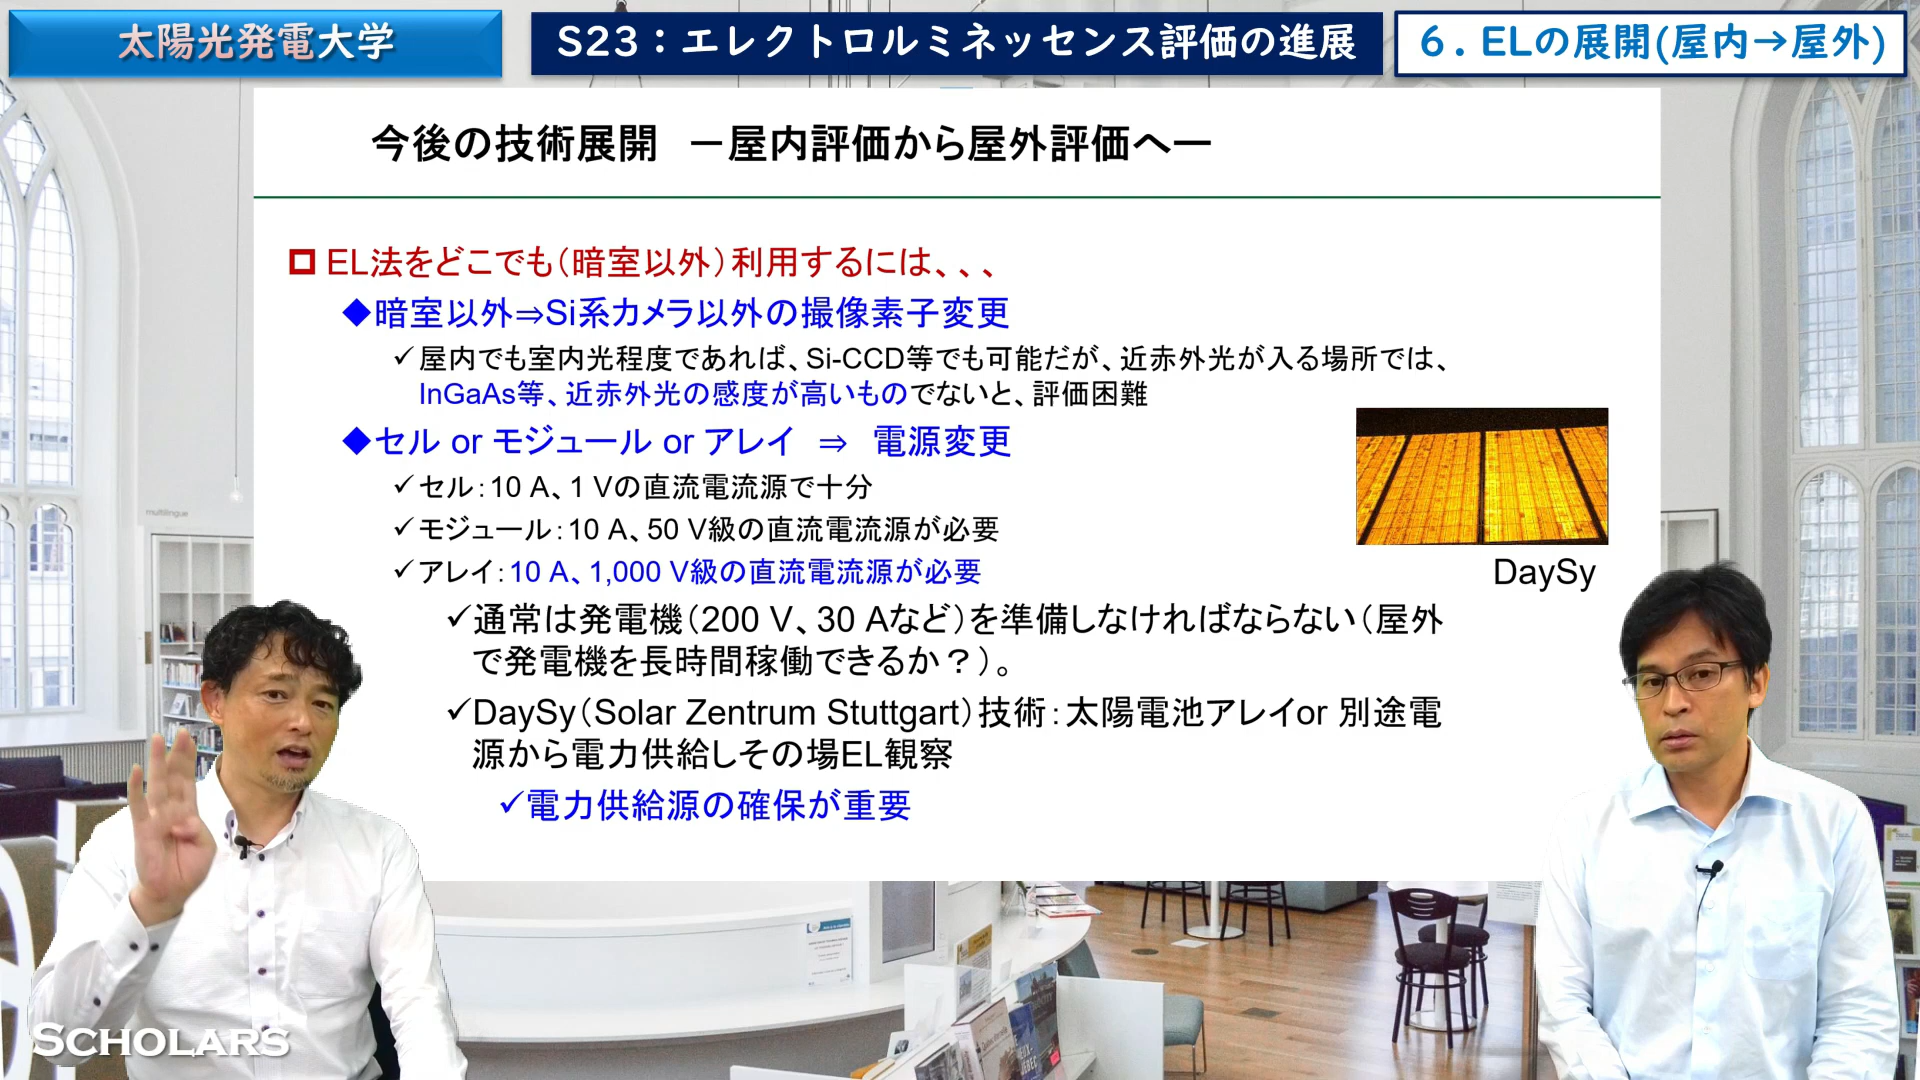 太陽光発電大学
S23：エレクトロルミネッセンス評価の進展
６．ELの展開(屋内→屋外)
今後の技術展開　－屋内評価から屋外評価へー
EL法をどこでも（暗室以外）利用するには、、、
◆暗室以外⇒Si系カメラ以外の撮像素子変更
✓屋内でも室内光程度であれば、Si-CCD等でも可能だが、近赤外光が入る場所では、
InGaAs等、近赤外光の感度が高いものでないと、評価困難
◆セル or モジュール or アレイ ⇒ 電源変更
✓セル：10 A、1 Vの直流電流源で十分
✓モジュール：10 A、50 V級の直流電流源が必要
✓アレイ：10 A、1,000 V級の直流電流源が必要
DaySy
✓通常は発電機（200 V、30 Aなど）を準備しなければならない（屋外
で発電機を長時間稼働できるか？）。
✓DaySy（Solar Zentrum Stuttgart）技術：太陽電池アレイor 別途電
源から電力供給しその場EL観察
✓電力供給源の確保が重要
multilingue
SCHOLARS